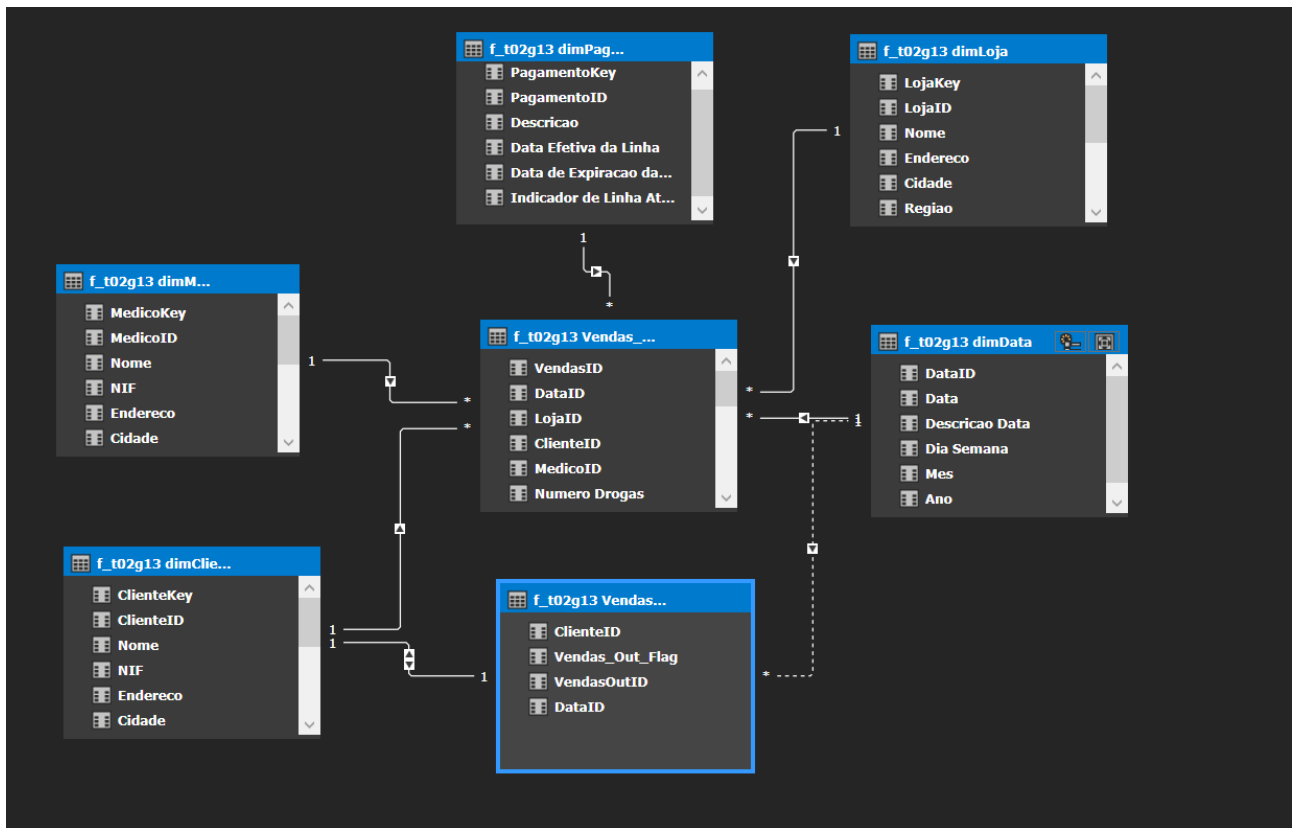 f_t02g13 dimPag...
PagamentoKey
PagamentoID
Descricao
Data Efetiva da Linha
Data de Expiracao da...
Indicador de Linha At...
1
*
f_t02g13 dimLoja
LojaKey
LojaID
Nome
Endereco
Cidade
Regiao
1
*
f_t02g13 dimM...
MedicoKey
MedicoID
Nome
NIF
Endereco
Cidade
1
*
f_t02g13 Vendas_...
VendasID
DataID
LojaID
ClienteID
MedicoID
Numero Drogas
*
f_t02g13 dimData
DataID
Data
Descricao Data
Dia Semana
Mes
Ano
1
1
*
f_t02g13 dimClie...
ClienteKey
ClienteID
Nome
NIF
Endereco
Cidade
1
1
1
f_t02g13 Vendas...
ClienteID
Vendas_Out_Flag
VendasOutID
DataID
*